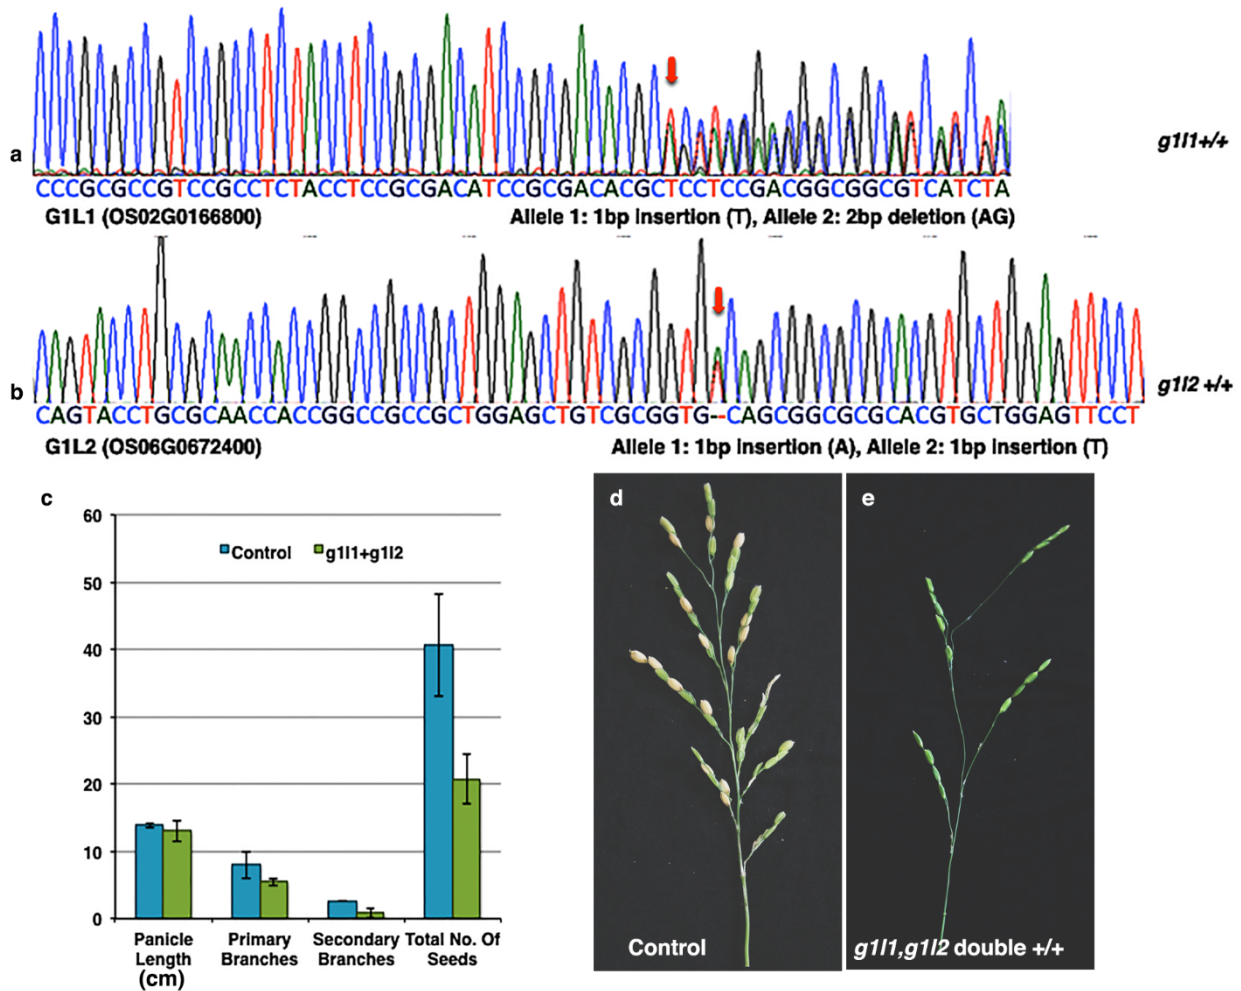 a
g1l1+/+
CCCGCGCCGTCCGCCTCTACCTCCGCGACATCCGCGACACGCTCCTCCGACGGCGGCGTCATCTA
G1L1 (OS02G0166800)
Allele 1: 1bp insertion (T), Allele 2: 2bp deletion (AG)
b
g1l2 +/+
CAGTACCTGCGCAACCACCGGCCGCCGCTGGAGCTGTCGCGGTG--CAGCGGCGCGCACGTGCTGGAGTTCCT
G1L2 (OS06G0672400)
Allele 1: 1bp insertion (A), Allele 2: 1bp insertion (T)
c
60
50
40
30
20
10
0
Control
g1l1+g1l2
Panicle
Length
(cm)
Primary
Branches
Secondary
Branches
Total No. Of
Seeds
d
Control
e
g1l1,g1l2 double +/+